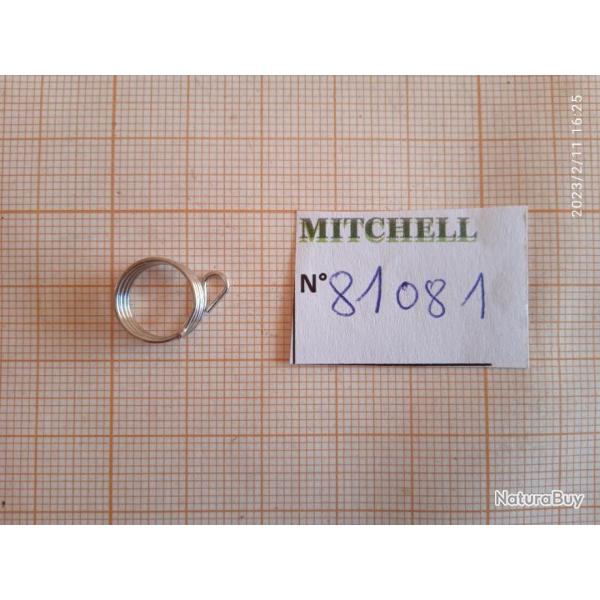 MITCHELL
N° 81081
2023/2/11 16:25
NaturaBuy